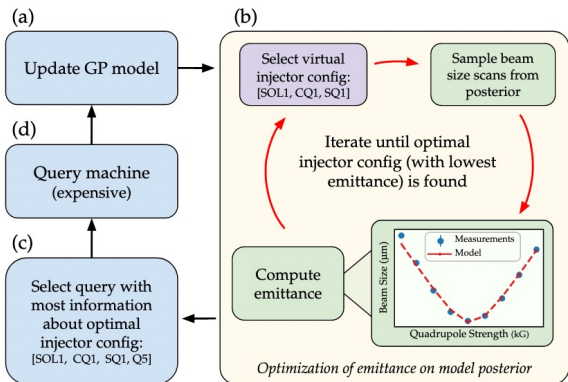 (a)
Update GP model
(d)
Query machine
(expensive)
(c)
Select query with
most information
about optimal
injector config:
[SOL1, CQ1, SQ1, Q5]
(b)
Select virtual
injector config:
[SOL1, CQ1, SQ1]
Sample beam
size scans from
posterior
Iterate until optimal
injector config (with lowest
emittance) is found
Compute
emittance
Measurements
Model
Beam Size (μm)
Quadrupole Strength (kG)
Optimization of emittance on model posterior